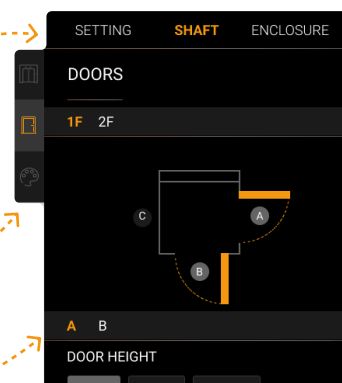 SETTING SHAFT ENCLOSURE
DOORS
1F 2F
C A
B
A B
DOOR HEIGHT